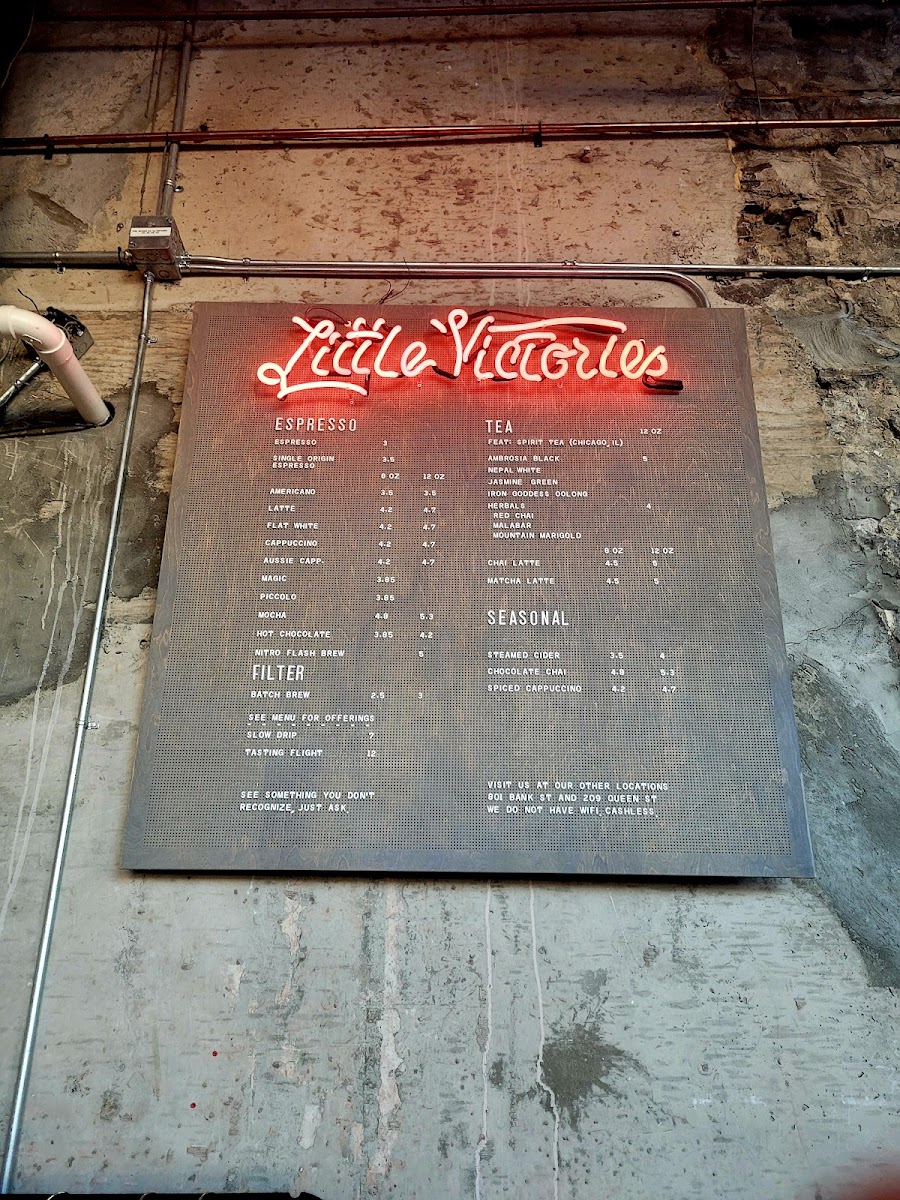 Little Victories
ESPRESSO
ESPRESSO 3
SINGLE ORIGIN 3.5
ESPRESSO
8 OZ 12 OZ
AMERICANO 3.5 3.5
LATTE 4.2 4.7
FLAT WHITE 4.2 4.7
CAPPUCCINO 4.2 4.7
AUSSIE CAPP. 4.2 4.7
MAGIC 3.85
PICCOLO 3.85
MOCHA 4.8 5.3
HOT CHOCOLATE 3.85 4.2
NITRO FLASH BREW 5
FILTER
BATCH BREW 2.5 3
SEE MENU FOR OFFERINGS
SLOW DRIP 7
TASTING FLIGHT 12
SEE SOMETHING YOU DON'T
RECOGNIZE, JUST ASK.
TEA
12 OZ
FEAT: SPIRIT TEA (CHICAGO, IL)
AMBROSIA BLACK 5
NEPAL WHITE
JASMINE GREEN
IRON GODDESS OOLONG
HERBALS 4
RED CHAI
MALABAR
MOUNTAIN MARIGOLD
8 OZ 12 OZ
CHAI LATTE 4.5 5
MATCHA LATTE 4.5 5
SEASONAL
STEAMED CIDER 3.5 4
CHOCOLATE CHAI 4.8 5.3
SPICED CAPPUCCINO 4.2 4.7
VISIT US AT OUR OTHER LOCATIONS
801 BANK ST AND 209 QUEEN ST
WE DO NOT HAVE WIFI, CASHLESS.